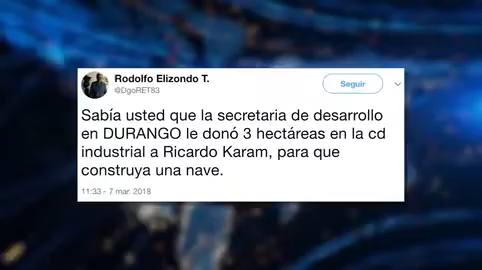 Rodolfo Elizondo T.
@DgoRET83
Seguir
Sabía usted que la secretaria de desarrollo
en DURANGO le donó 3 hectáreas en la cd
industrial a Ricardo Karam, para que
construya una nave.
11:33 - 7 mar. 2018